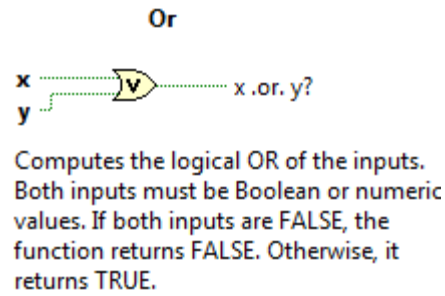 Or
x
V
x .or. y?
y
Computes the logical OR of the inputs.
Both inputs must be Boolean or numeric
values. If both inputs are FALSE, the
function returns FALSE. Otherwise, it
returns TRUE.